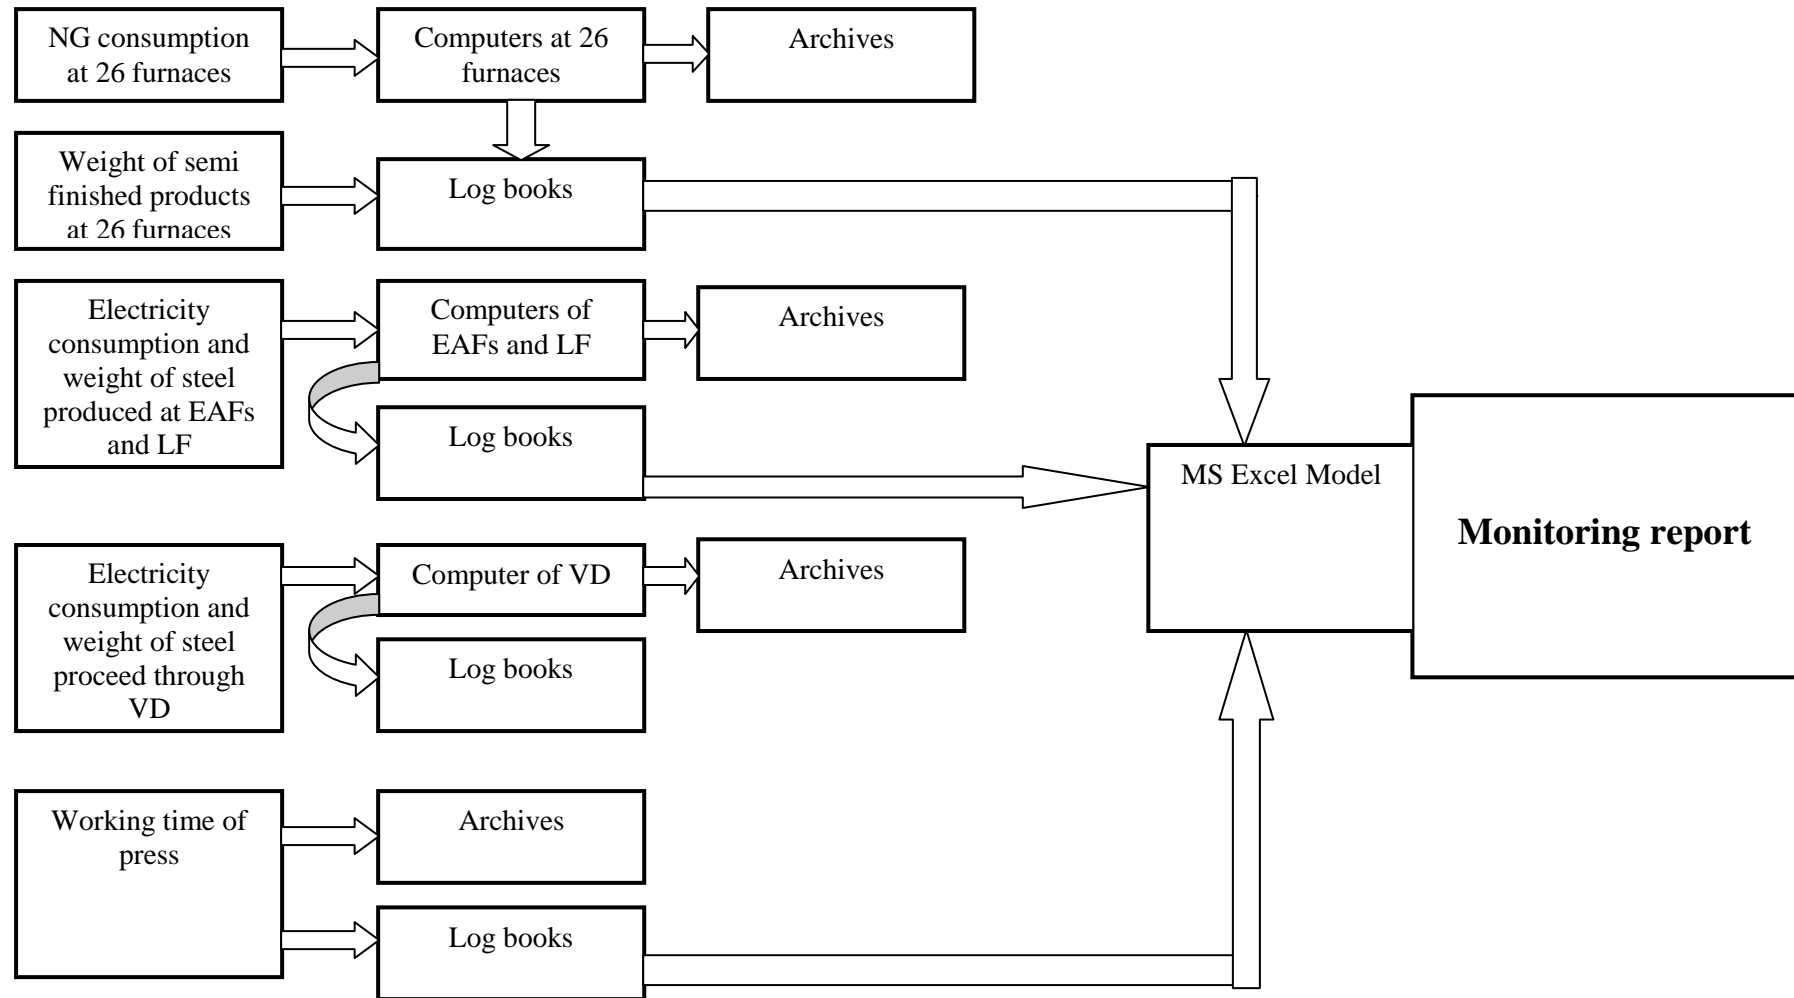 NG consumption
at 26 furnaces
Computers at 26
furnaces
Archives
Weight of semi
finished products
at 26 furnaces
Log books
Electricity
consumption and
weight of steel
produced at EAFs
and LF
Computers of
EAFs and LF
Archives
Log books
MS Excel Model
Monitoring report
Electricity
consumption and
weight of steel
proceed through
VD
Computer of VD
Archives
Log books
Working time of
press
Archives
Log books